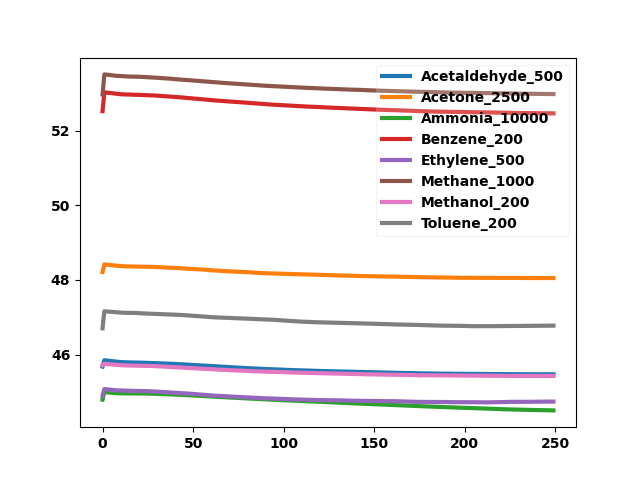 Acetaldehyde_500
Acetone_2500
Ammonia_10000
Benzene_200
Ethylene_500
Methane_1000
Methanol_200
Toluene_200
52
50
48
46
0 50 100 150 200 250